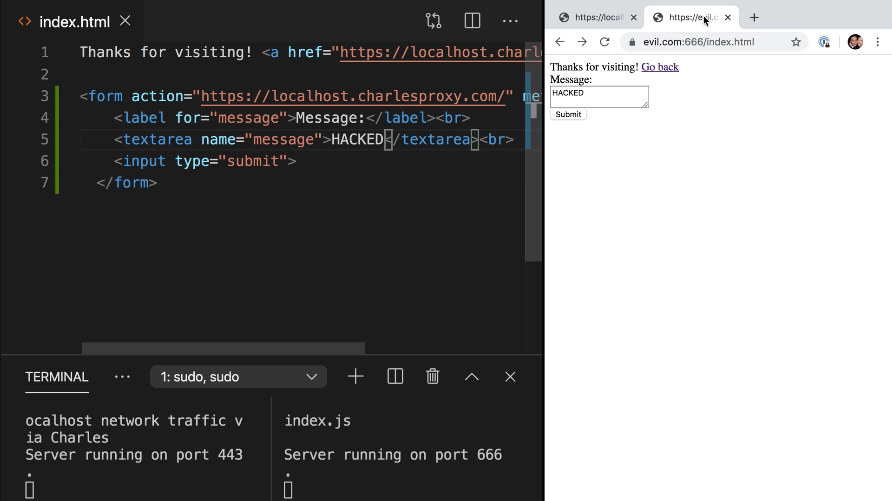 index.html
1 Thanks for visiting! <a href="https://localhost.charl
2
3 <form action="https://localhost.charlesproxy.com/" me
4 <label for="message">Message:</label><br>
5 <textarea name="message">HACKED</textarea><br>
6 <input type="submit">
7 </form>
TERMINAL ... 1: sudo, sudo
ocalhost network traffic v
ia Charles
Server running on port 443
.
index.js
Server running on port 666
.
https://local https://evil.c
evil.com:666/index.html
Thanks for visiting! Go back
Message:
HACKED
Submit